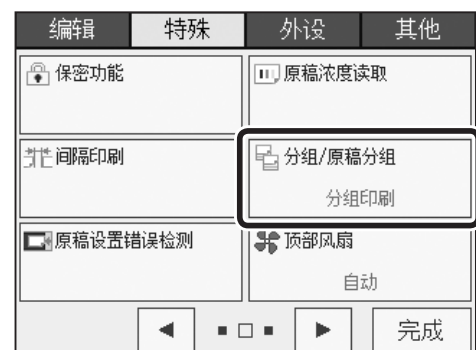 编辑 特殊 外设 其他
保密功能 原稿浓度读取
间隔印刷 分组/原稿分组
分组印刷
原稿设置错误检测 顶部风扇
自动
完成